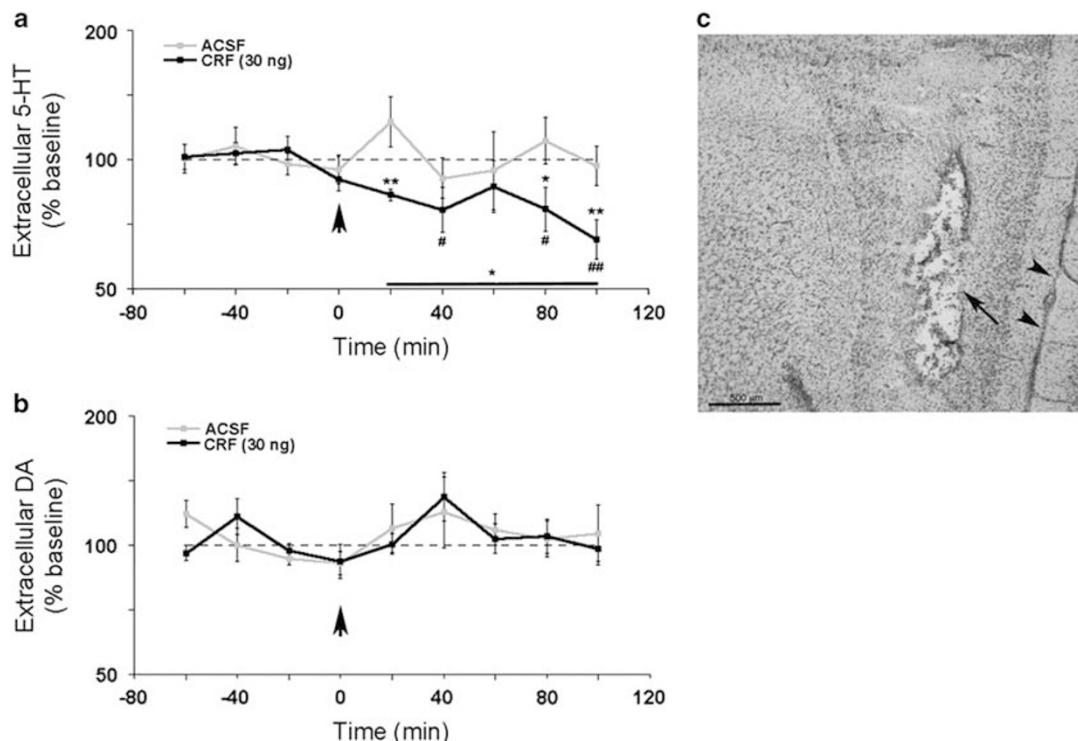 a
200
100
50
Extracellular 5-HT
(% baseline)
ACSF
CRF (30 ng)
** * **
# # ##
*
-80 -40 0 40 80 120
Time (min)
b
200
100
50
Extracellular DA
(% baseline)
ACSF
CRF (30 ng)
-80 -40 0 40 80 120
Time (min)
c
500 µm